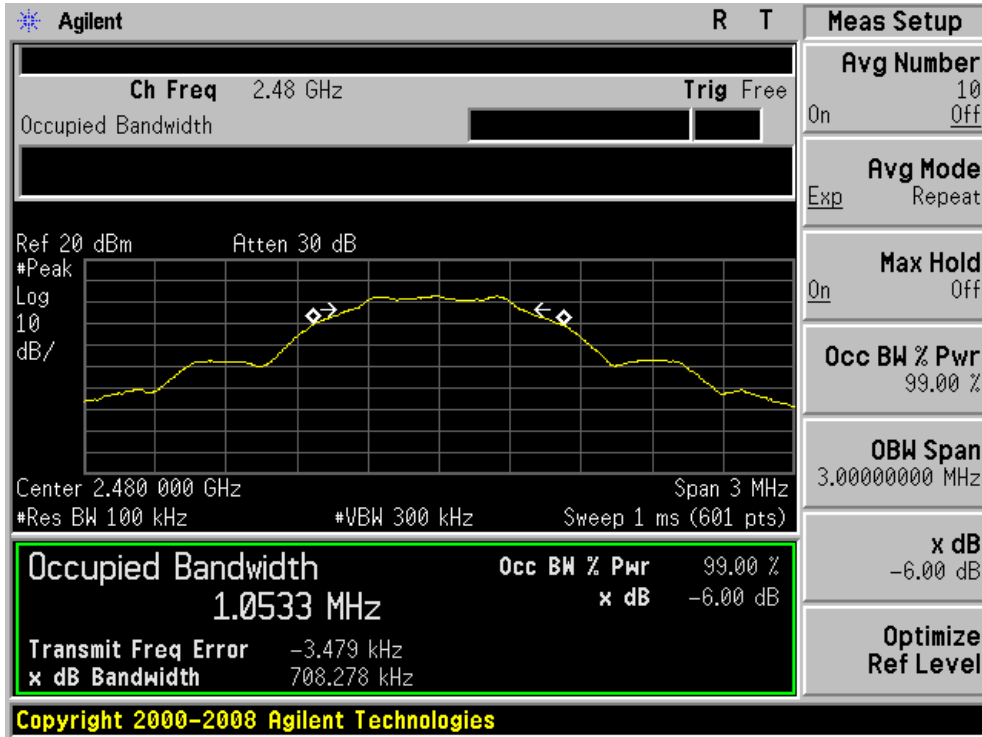 Agilent R T
Ch Freq 2.48 GHz Trig Free
Occupied Bandwidth
Ref 20 dBm Atten 30 dB
#Peak
Log
10
dB/
Center 2.480 000 GHz Span 3 MHz
#Res BW 100 kHz #VBW 300 kHz Sweep 1 ms (601 pts)
Occupied Bandwidth Occ BW % Pwr 99.00 %
1.0533 MHz x dB -6.00 dB
Transmit Freq Error -3.479 kHz
x dB Bandwidth 708.278 kHz
Copyright 2000-2008 Agilent Technologies
Meas Setup
Avg Number
10
On Off
Avg Mode
Exp Repeat
Max Hold
On Off
Occ BW % Pwr
99.00 %
OBW Span
3.00000000 MHz
x dB
-6.00 dB
Optimize
Ref Level